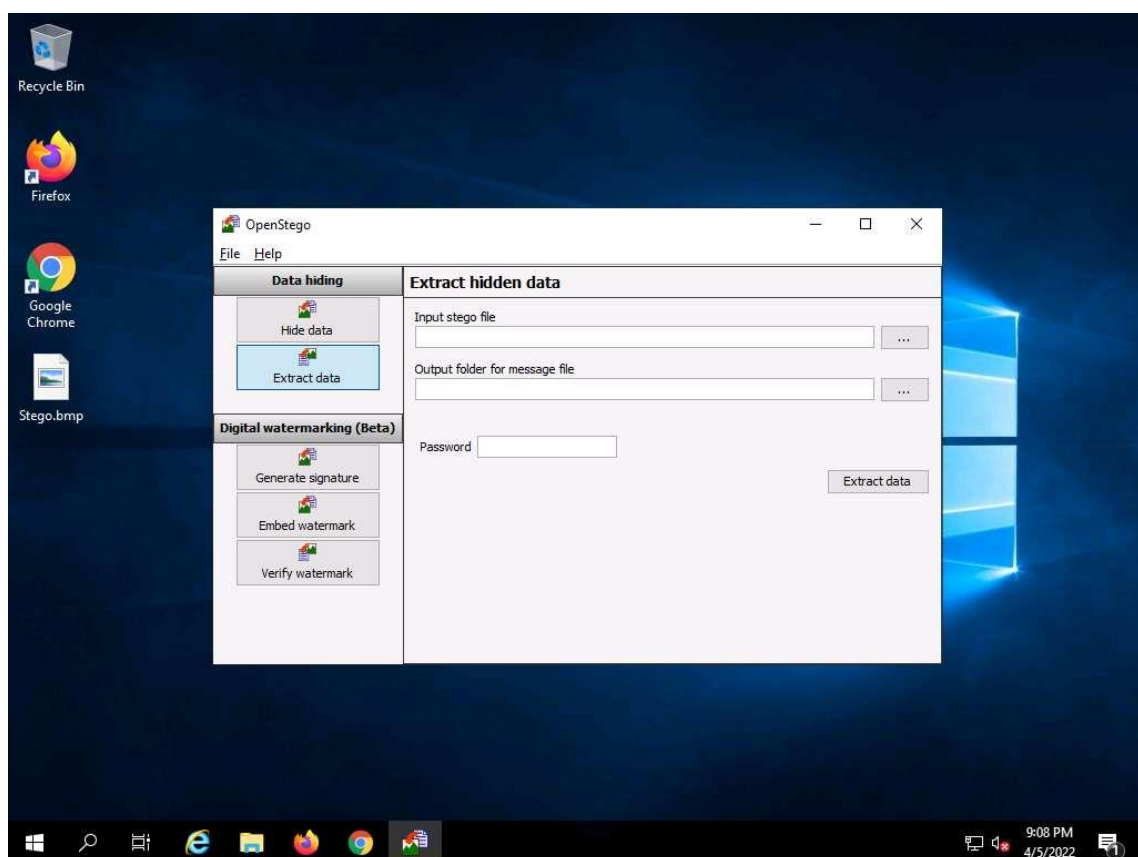 Recycle Bin
Firefox
Google
Chrome
Stego.bmp
OpenStego
File Help
Data hiding
Hide data
Extract data
Digital watermarking (Beta)
Generate signature
Embed watermark
Verify watermark
Extract hidden data
Input stego file
...
Output folder for message file
...
Password
Extract data
9:08 PM
4/5/2022
1